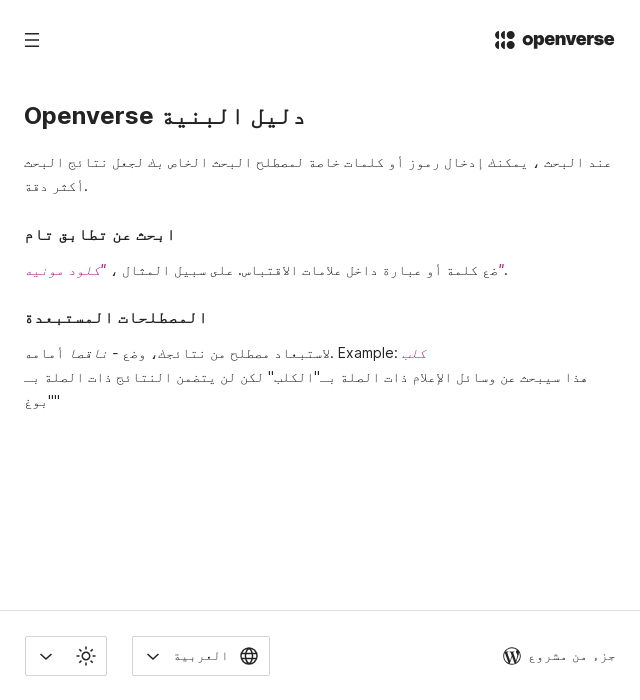 openverse
دليل البنية Openverse
عند البحث ، يمكنك إدخال رموز أو كلمات خاصة لمصطلح البحث الخاص بك لجعل نتائج البحث
أكثر دقة.
ابحث عن تطابق تام
ضع كلمة أو عبارة داخل علامات الاقتباس. على سبيل المثال ، "كلود مونيه".
المصطلحات المستبعدة
لاستبعاد مصطلح من نتائجك، وضع - ناقصا أمامه. Example: كلب
هذا سيبحث عن وسائل الإعلام ذات الصلة بـ"الكلب" لكن لن يتضمن النتائج ذات الصلة بـ
"بوغ"
العربية
جزء من مشروع